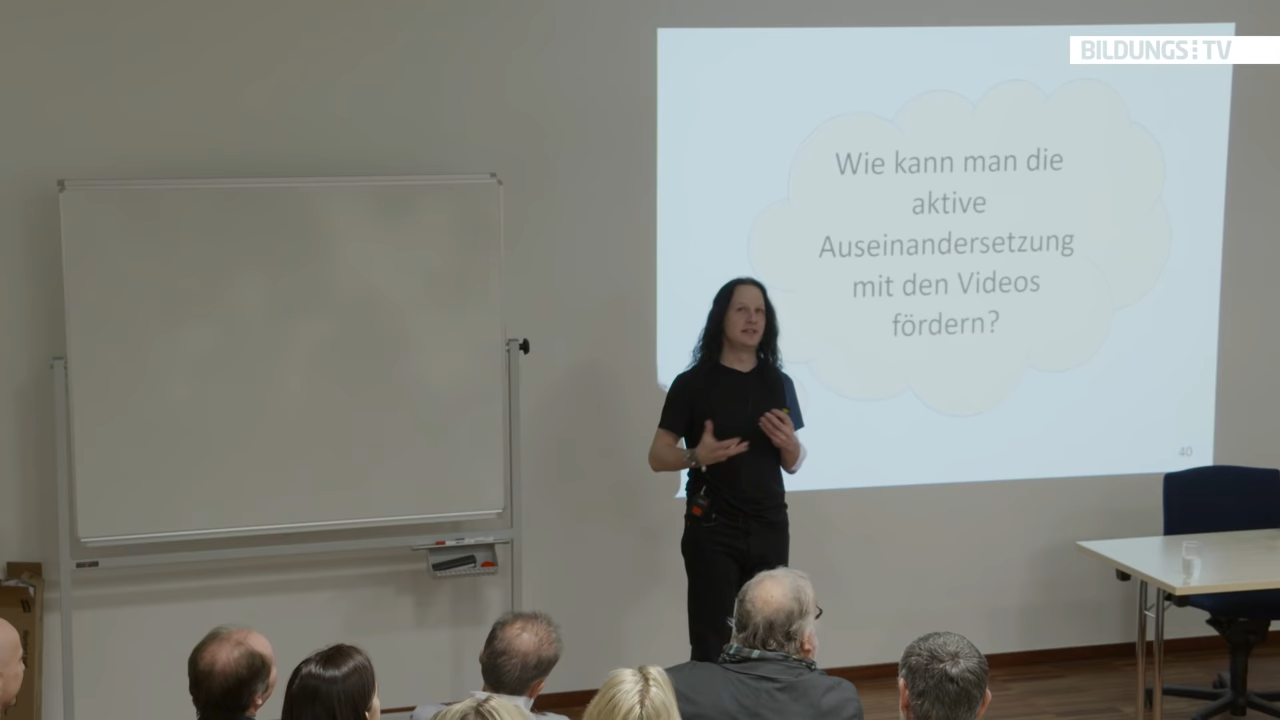 BILDUNGS:TV
Wie kann man die
aktive
Auseinandersetzung
mit den Videos
fördern?
40